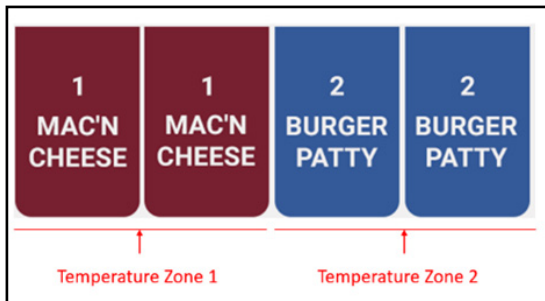 1
MAC'N
CHEESE
1
MAC'N
CHEESE
2
BURGER
PATTY
2
BURGER
PATTY
Temperature Zone 1
Temperature Zone 2